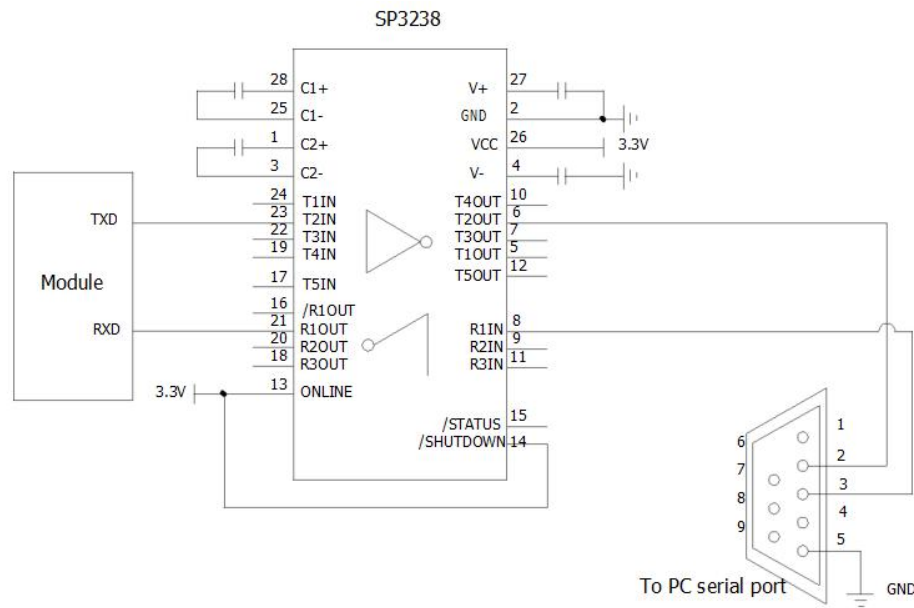 SP3238
28 C1+ V+ 27
25 C1- GND 2
1 C2+ VCC 26 3.3V
3 C2- V- 4
24 T1IN T4OUT 10
TXD 23 T2IN T2OUT 6
22 T3IN T3OUT 7
19 T4IN T1OUT 5
17 T5IN T5OUT 12
Module
16 /R1OUT
RXD 21 R1OUT R1IN 8
20 R2OUT R2IN 9
18 R3OUT R3IN 11
3.3V 13 ONLINE
/STATUS 15
/SHUTDOWN 14
1
6
2
7
3
8
4
9
5
To PC serial port GND